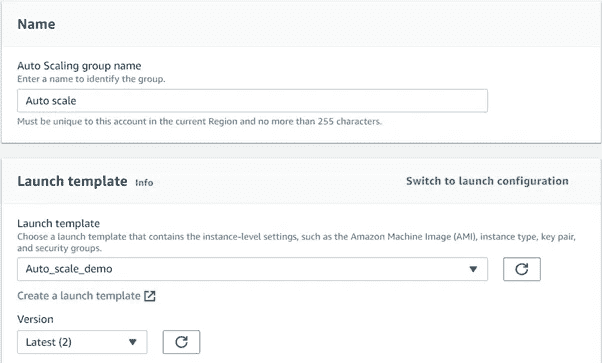 Name
Auto Scaling group name
Enter a name to identify the group.
Auto scale
Must be unique to this account in the current Region and no more than 255 characters.
Launch template Info
Switch to launch configuration
Launch template
Choose a launch template that contains the instance-level settings, such as the Amazon Machine Image (AMI), instance type, key pair,
and security groups.
Auto_scale_demo
Create a launch template
Version
Latest (2)